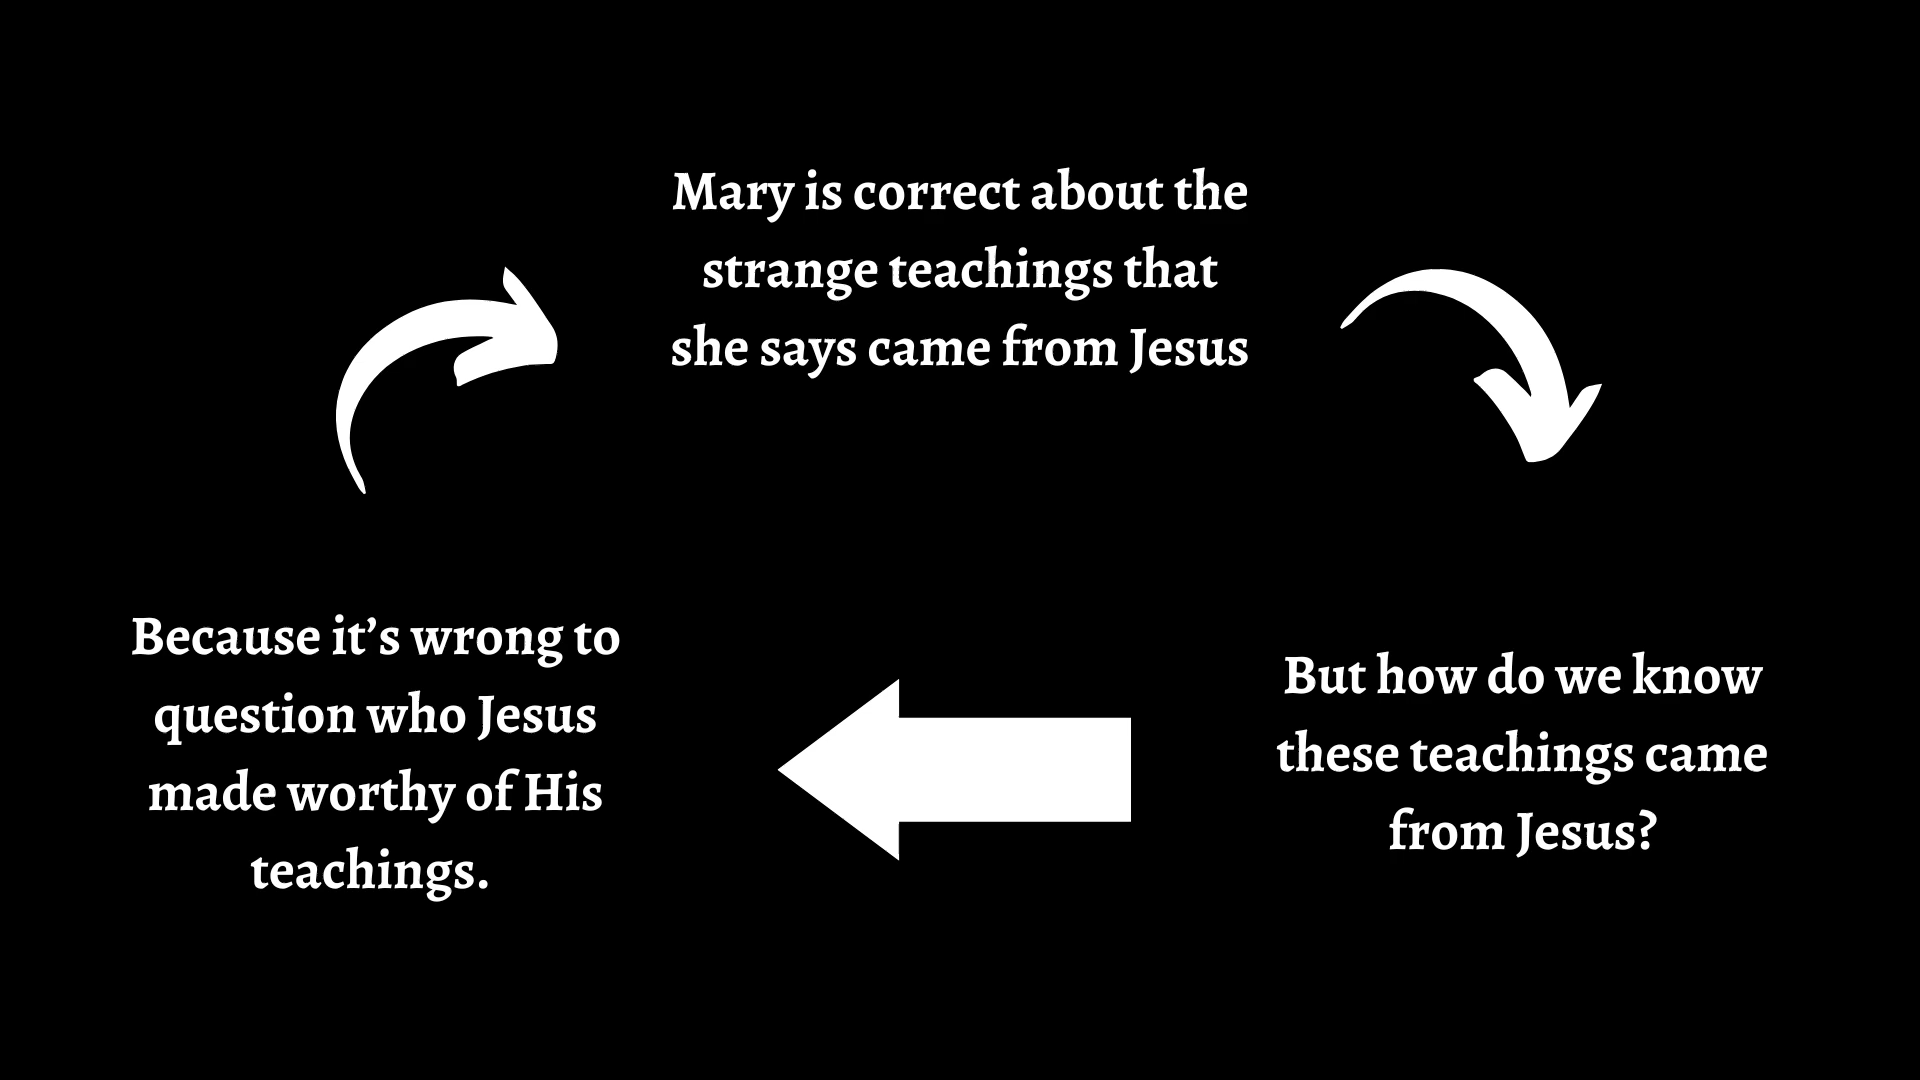 Mary is correct about the
strange teachings that
she says came from Jesus
But how do we know
these teachings came
from Jesus?
Because it’s wrong to
question who Jesus
made worthy of His
teachings.